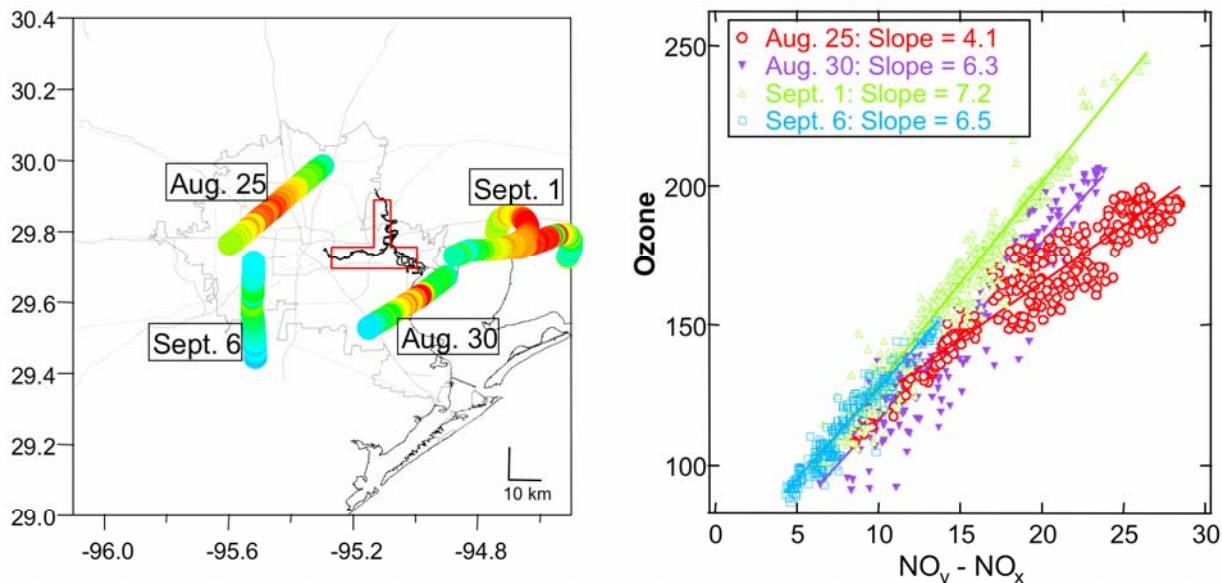 30.4
30.2
30.0
29.8
29.6
29.4
29.2
29.0
-96.0
-95.6
-95.2
-94.8
Aug. 25
Sept. 1
Sept. 6
Aug. 30
10 km
Ozone
250
200
150
100
Aug. 25: Slope = 4.1
Aug. 30: Slope = 6.3
Sept. 1: Slope = 7.2
Sept. 6: Slope = 6.5
0
5
10
15
20
25
30
NOy - NOx